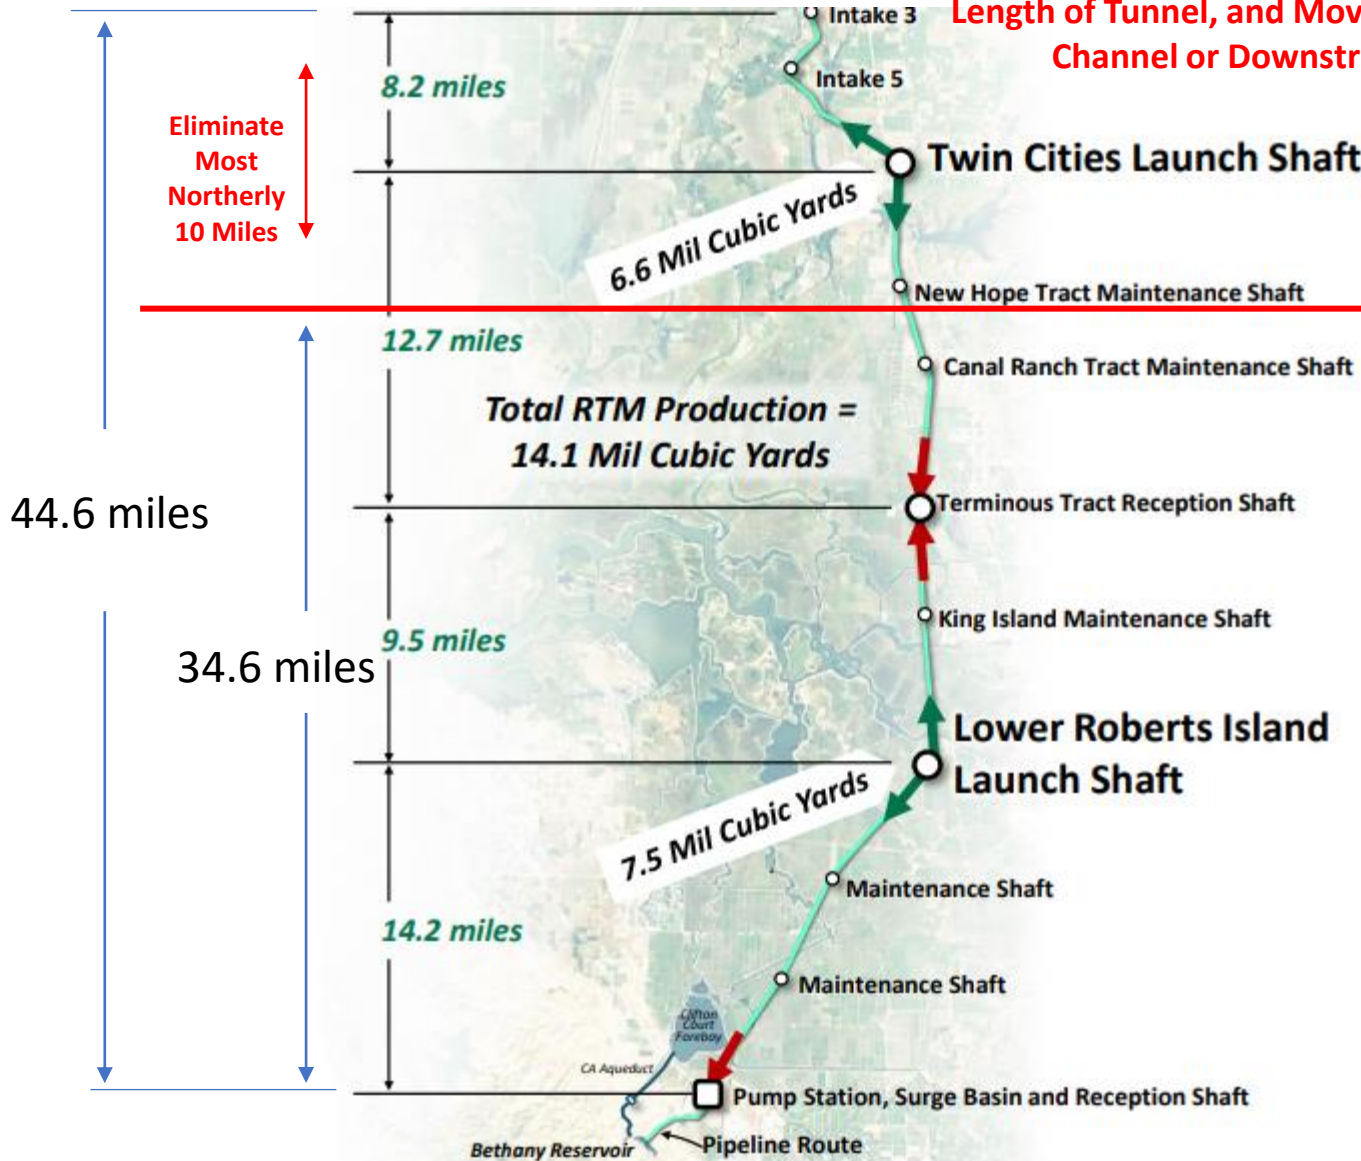 Intake 3
Length of Tunnel, and Mov
Channel or Downstr
Intake 5
8.2 miles
Eliminate
Most
Northerly
10 Miles
Twin Cities Launch Shaft
6.6 Mil Cubic Yards
New Hope Tract Maintenance Shaft
12.7 miles
Canal Ranch Tract Maintenance Shaft
Total RTM Production =
14.1 Mil Cubic Yards
44.6 miles
Terminous Tract Reception Shaft
King Island Maintenance Shaft
9.5 miles
34.6 miles
Lower Roberts Island
Launch Shaft
7.5 Mil Cubic Yards
Maintenance Shaft
14.2 miles
Maintenance Shaft
Clifton
Court
Forebay
CA Aqueduct
Pump Station, Surge Basin and Reception Shaft
Bethany Reservoir
Pipeline Route